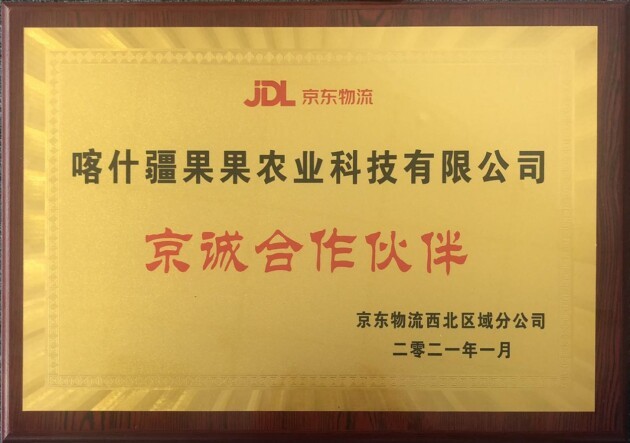 JDL 京东物流
喀什疆果果农业科技有限公司
京诚合作伙伴
京东物流西北区域分公司
二零二一年一月